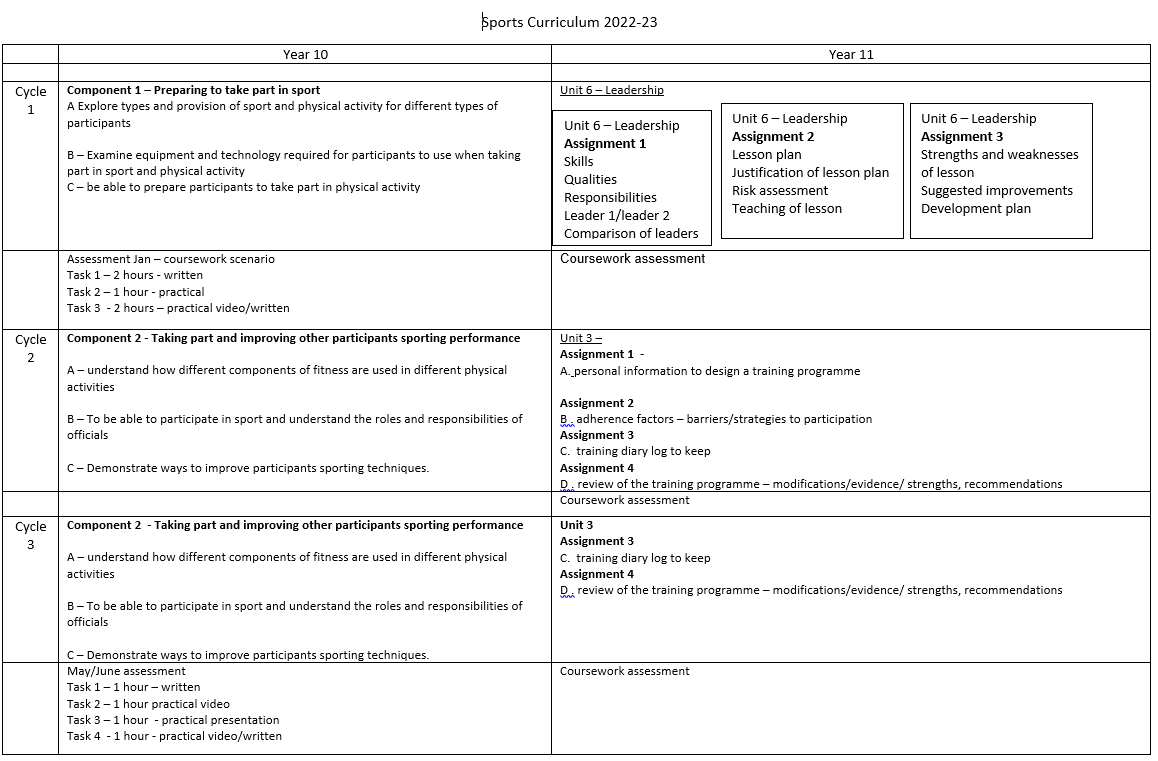 Sports Curriculum 2022-23
Year 10
Year 11
Cycle
1
Component 1 – Preparing to take part in sport
A Explore types and provision of sport and physical activity for different types of
participants
B – Examine equipment and technology required for participants to use when taking
part in sport and physical activity
C – be able to prepare participants to take part in physical activity
Unit 6 – Leadership
Unit 6 – Leadership
Assignment 1
Skills
Qualities
Responsibilities
Leader 1/leader 2
Comparison of leaders
Unit 6 – Leadership
Assignment 2
Lesson plan
Justification of lesson plan
Risk assessment
Teaching of lesson
Unit 6 – Leadership
Assignment 3
Strengths and weaknesses
of lesson
Suggested improvements
Development plan
Assessment Jan – coursework scenario
Task 1 – 2 hours - written
Task 2 – 1 hour - practical
Task 3  - 2 hours – practical video/written
Coursework assessment
Cycle
2
Component 2 - Taking part and improving other participants sporting performance
A – understand how different components of fitness are used in different physical
activities
B – To be able to participate in sport and understand the roles and responsibilities of
officials
C – Demonstrate ways to improve participants sporting techniques.
Unit 3 –
Assignment 1  -
A. personal information to design a training programme
Assignment 2
B . adherence factors – barriers/strategies to participation
Assignment 3
C.  training diary log to keep
Assignment 4
D . review of the training programme – modifications/evidence/ strengths, recommendations
Coursework assessment
Cycle
3
Component 2  - Taking part and improving other participants sporting performance
A – understand how different components of fitness are used in different physical
activities
B – To be able to participate in sport and understand the roles and responsibilities of
officials
C – Demonstrate ways to improve participants sporting techniques.
Unit 3
Assignment 3
C.  training diary log to keep
Assignment 4
D . review of the training programme – modifications/evidence/ strengths, recommendations
May/June assessment
Task 1 – 1 hour – written
Task 2 – 1 hour practical video
Task 3 – 1 hour  - practical presentation
Task 4  - 1 hour - practical video/written
Coursework assessment